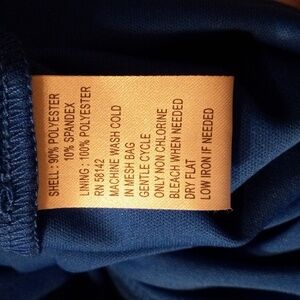 SHELL: 90% POLYESTER
10% SPANDEX
LINING: 100% POLYESTER
RN 58142
MACHINE WASH COLD
IN MESH BAG
GENTLE CYCLE
ONLY NON CHLORINE
BLEACH WHEN NEEDED
DRY FLAT
LOW IRON IF NEEDED